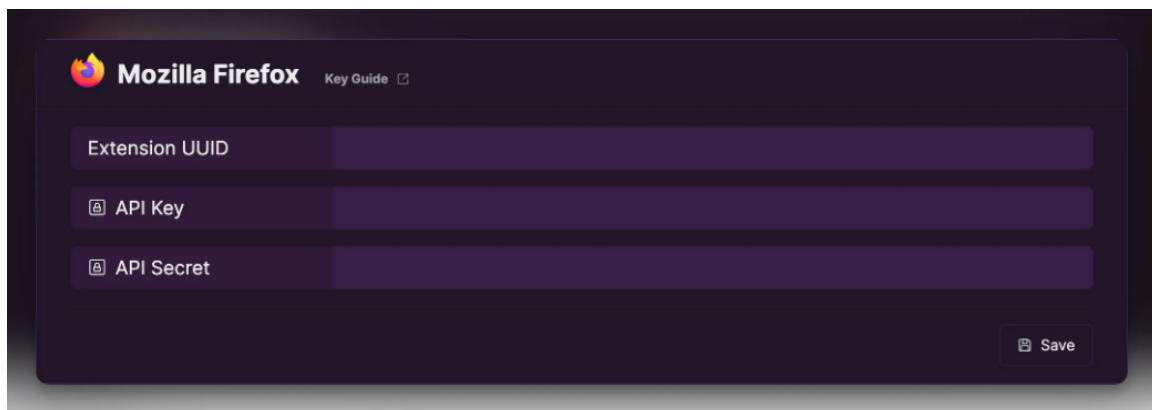 Mozilla Firefox Key Guide
Extension UUID
API Key
API Secret
Save